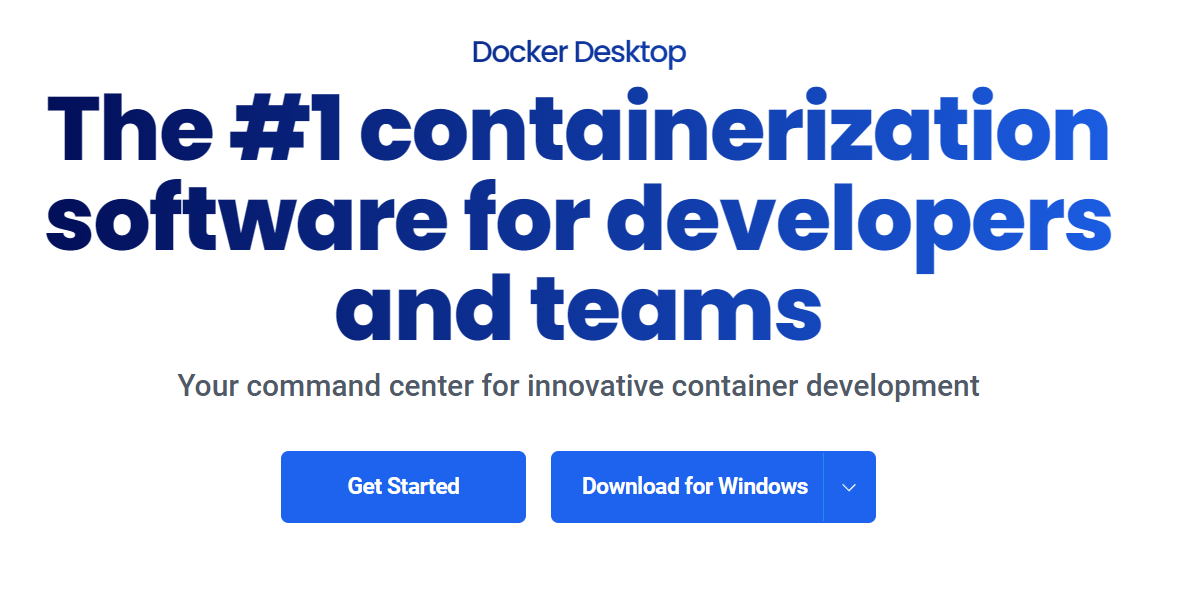 Docker Desktop
The #1 containerization
software for developers
and teams
Your command center for innovative container development
Get Started
Download for Windows